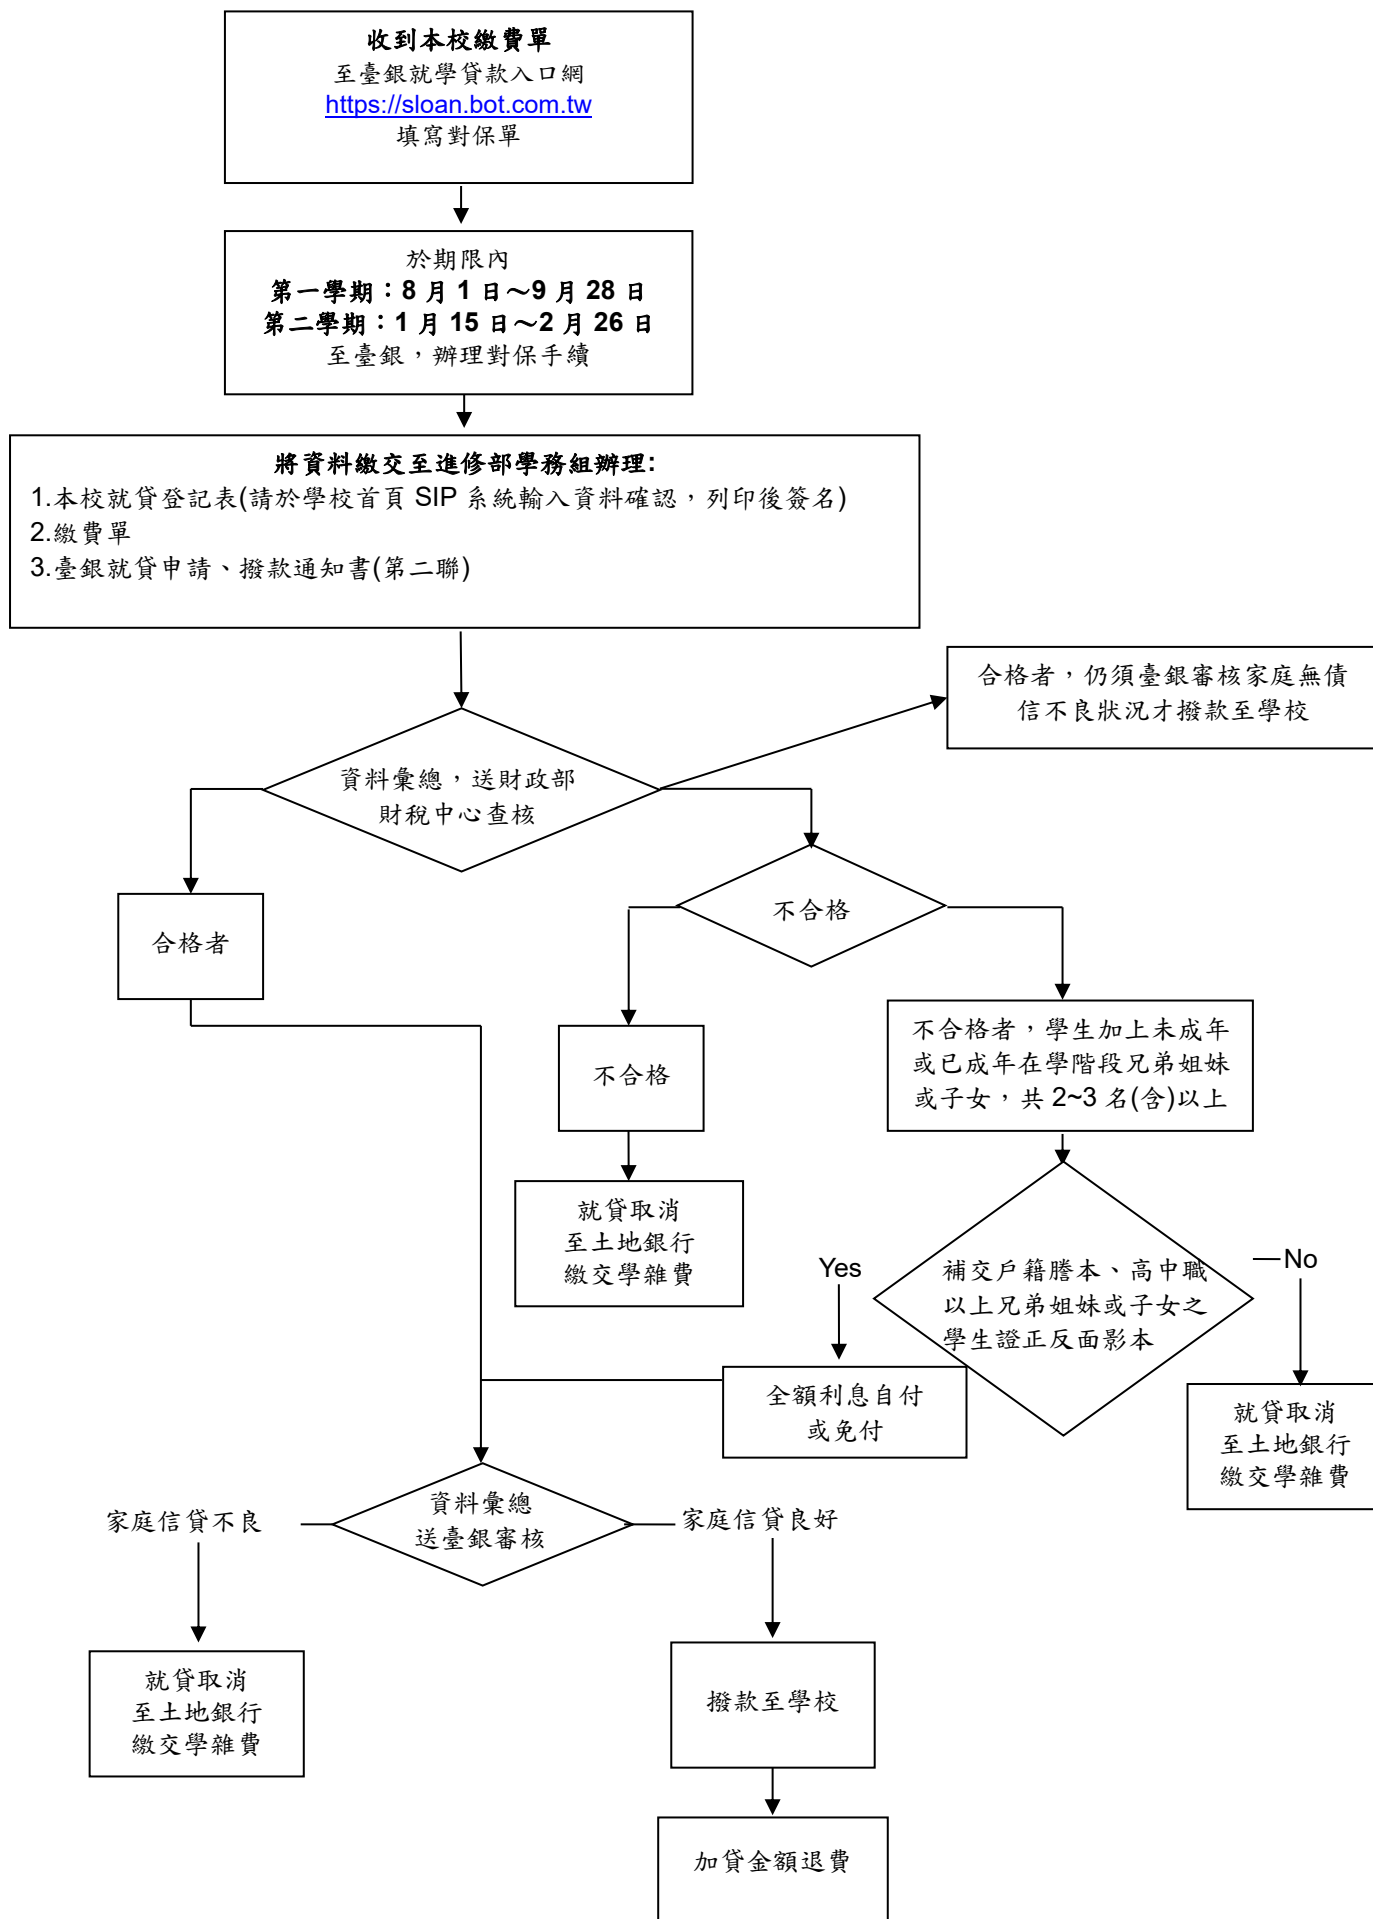 收到本校繳費單
至臺銀就學貸款入口網
https://sloan.bot.com.tw
填寫對保單
於期限內
第一學期：8 月 1 日～9 月 28 日
第二學期：1 月 15 日～2 月 26 日
至臺銀，辦理對保手續
將資料繳交至進修部學務組辦理:
1.本校就貸登記表(請於學校首頁 SIP 系統輸入資料確認，列印後簽名)
2.繳費單
3.臺銀就貸申請、撥款通知書(第二聯)
合格者，仍須臺銀審核家庭無債
信不良狀況才撥款至學校
資料彙總，送財政部
財稅中心查核
合格者
不合格
不合格
不合格者，學生加上未成年
或已成年在學階段兄弟姐妹
或子女，共 2~3 名(含)以上
就貸取消
至土地銀行
繳交學雜費
Yes
補交戶籍謄本、高中職
以上兄弟姐妹或子女之
學生證正反面影本
No
全額利息自付
或免付
就貸取消
至土地銀行
繳交學雜費
家庭信貸不良
資料彙總
送臺銀審核
家庭信貸良好
就貸取消
至土地銀行
繳交學雜費
撥款至學校
加貸金額退費